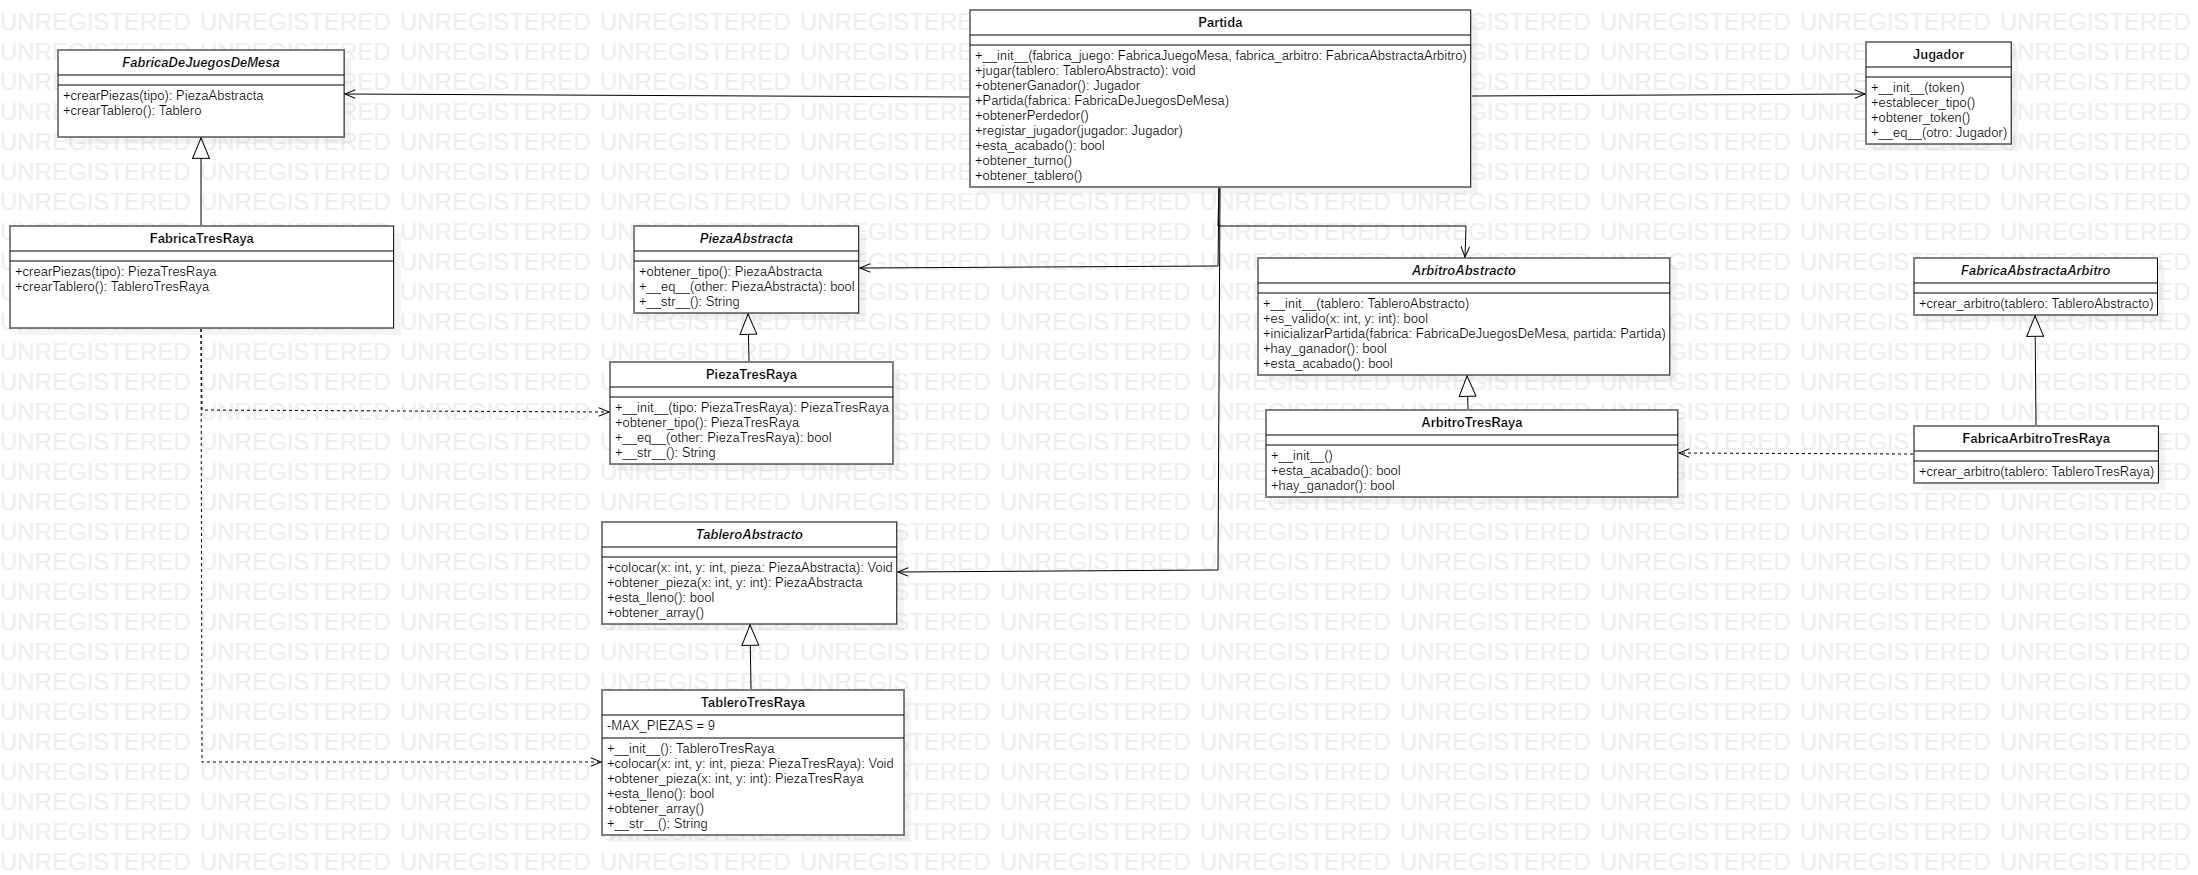 Partida
+__init__(fabrica_juego: FabricaJuegoMesa, fabrica_arbitro: FabricaAbstractaArbitro)
+jugar(tablero: TableroAbstracto): void
+obtenerGanador(): Jugador
+Partida(fabrica: FabricaDeJuegosDeMesa)
+obtenerPerdedor()
+registar_jugador(jugador: Jugador)
+esta_acabado(): bool
+obtener_turno()
+obtener_tablero()
Jugador
+__init__(token)
+establecer_tipo()
+obtener_token()
+__eq__(otro: Jugador)
FabricaDeJuegosDeMesa
+crearPiezas(tipo): PiezaAbstracta
+crearTablero(): Tablero
FabricaTresRaya
+crearPiezas(tipo): PiezaTresRaya
+crearTablero(): TableroTresRaya
PiezaAbstracta
+obtener_tipo(): PiezaAbstracta
+__eq__(other: PiezaAbstracta): bool
+__str__(): String
ArbitroAbstracto
+__init__(tablero: TableroAbstracto)
+es_valido(x: int, y: int): bool
+inicializarPartida(fabrica: FabricaDeJuegosDeMesa, partida: Partida)
+hay_ganador(): bool
+esta_acabado(): bool
FabricaAbstractaArbitro
+crear_arbitro(tablero: TableroAbstracto)
PiezaTresRaya
+__init__(tipo: PiezaTresRaya): PiezaTresRaya
+obtener_tipo(): PiezaTresRaya
+__eq__(other: PiezaTresRaya): bool
+__str__(): String
ArbitroTresRaya
+__init__()
+esta_acabado(): bool
+hay_ganador(): bool
FabricaArbitroTresRaya
+crear_arbitro(tablero: TableroTresRaya)
TableroAbstracto
+colocar(x: int, y: int, pieza: PiezaAbstracta): Void
+obtener_pieza(x: int, y: int): PiezaAbstracta
+esta_lleno(): bool
+obtener_array()
TableroTresRaya
-MAX_PIEZAS = 9
+__init__(): TableroTresRaya
+colocar(x: int, y: int, pieza: PiezaTresRaya): Void
+obtener_pieza(x: int, y: int): PiezaTresRaya
+esta_lleno(): bool
+obtener_array()
+__str__(): String
UNREGISTERED